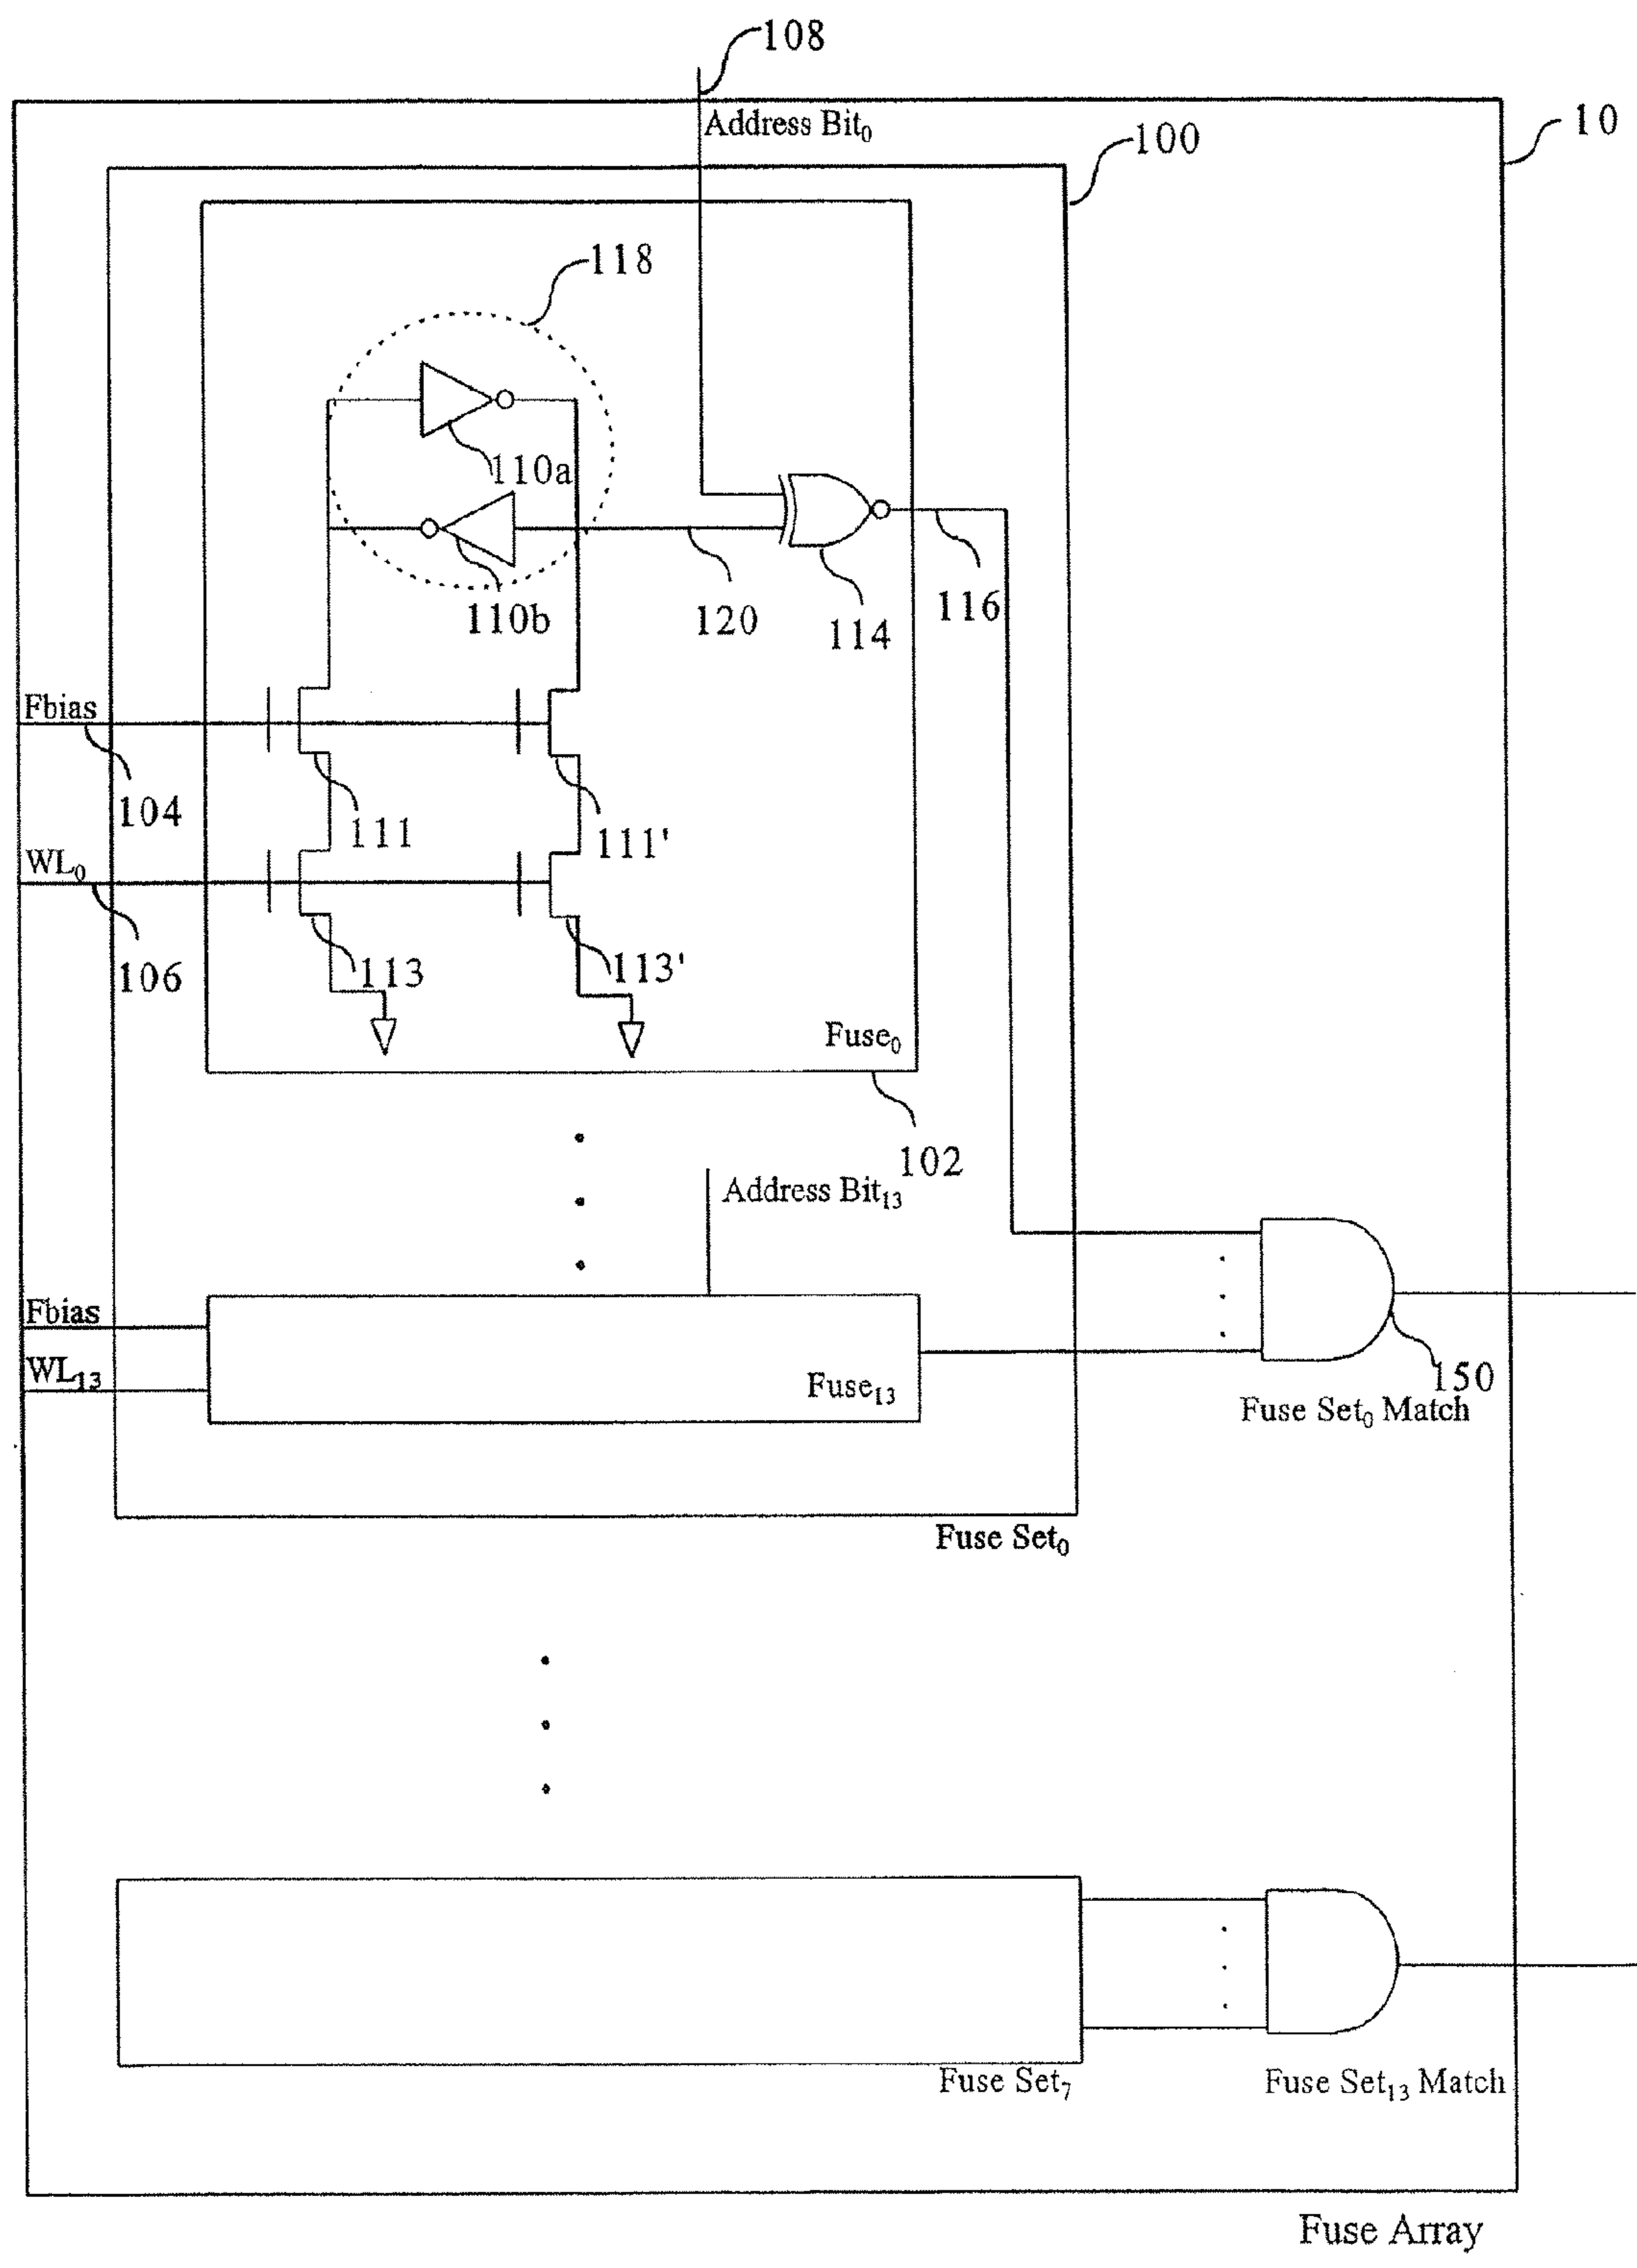 108
Address Bit₀
10
100
118
110a
110b
120
114
116
Fbias
104
111
111'
WL₀
106
113
113'
Fuse₀
102
Address Bit₁₃
Fbias
WL₁₃
Fuse₁₃
150
Fuse Set₀ Match
Fuse Set₀
Fuse Set₇
Fuse Set₁₃ Match
Fuse Array